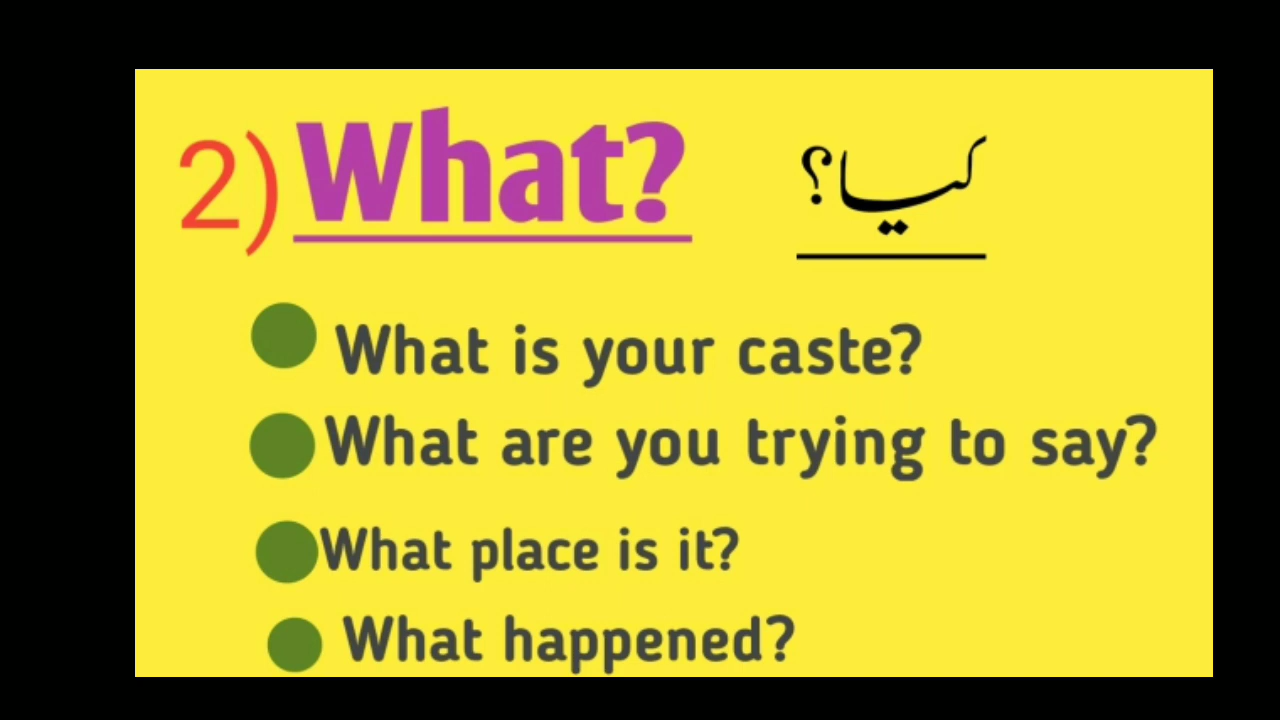 2) What? کیا؟
What is your caste?
What are you trying to say?
What place is it?
What happened?